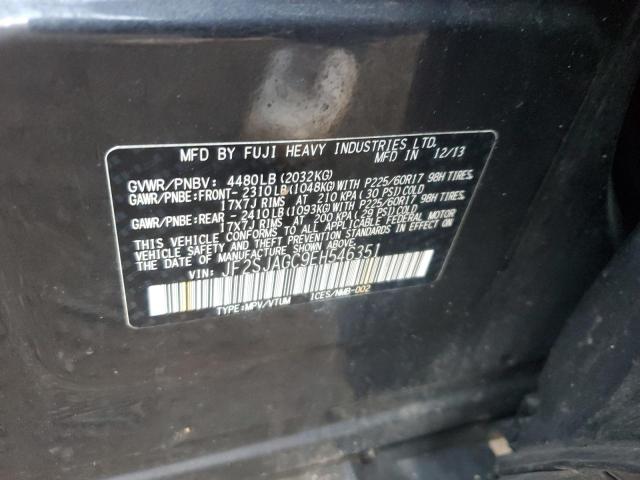 MFD BY FUJI HEAVY INDUSTRIES LTD.
MFD IN 12/13
GVWR/PNBV: 4480LB (2032KG)
GAWR/PNBE:FRONT- 2310LB(1048KG)WITH P225/60R17 98H TIRES
17X7J RIMS AT 210 KPA (30 PSI)COLD
GAWR/PNBE:REAR - 2410LB(1093KG)WITH P225/60R17 98H TIRES
17X7J RIMS AT 200 KPA (29 PSI)COLD
THIS VEHICLE CONFORMS TO ALL APPLICABLE FEDERAL MOTOR
VEHICLE SAFETY STANDARDS IN EFFECT ON THE DATE OF
MANUFACTURE SHOWN ABOVE.
VIN: JF2SJAGC9EH546351
TYPE:MPV/VTUM ICES/NMB-002